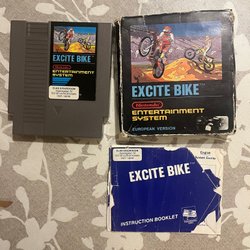 EXCITE BIKE
Nintendo
ENTERTAINMENT
SYSTEM
EXCITE BIKE
Nintendo
ENTERTAINMENT
SYSTEM
EUROPEAN VERSION
EXCITE BIKE
INSTRUCTION BOOKLET